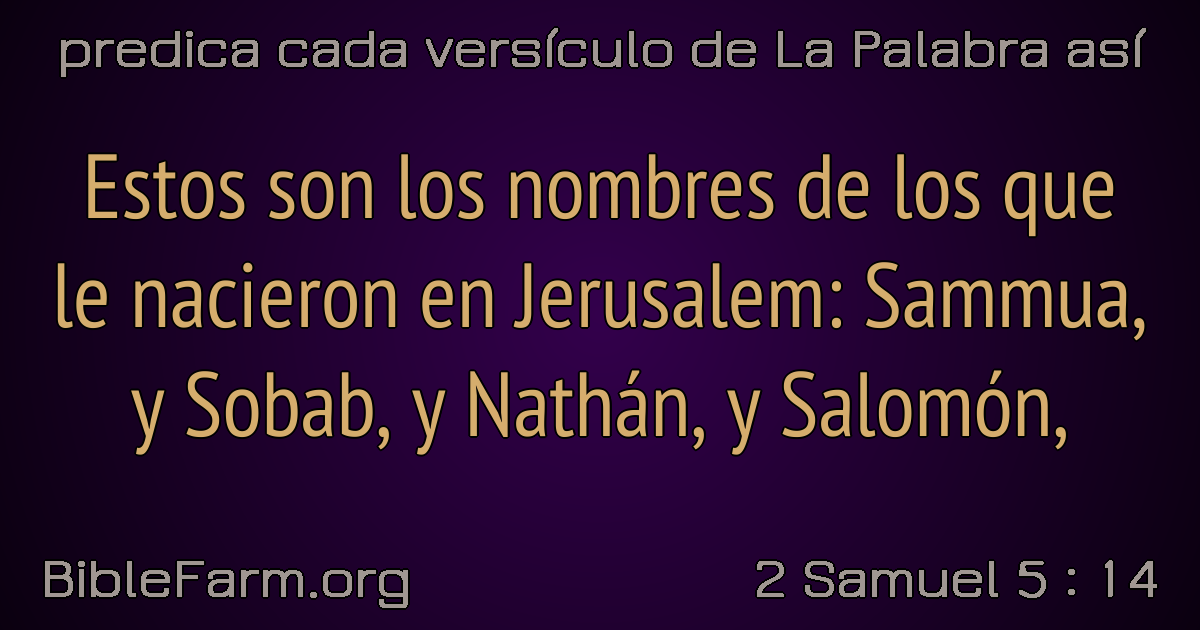 predica cada versículo de La Palabra así
Estos son los nombres de los que
le nacieron en Jerusalem: Sammua,
y Sobab, y Nathán, y Salomón,
BibleFarm.org
2 Samuel 5 : 14